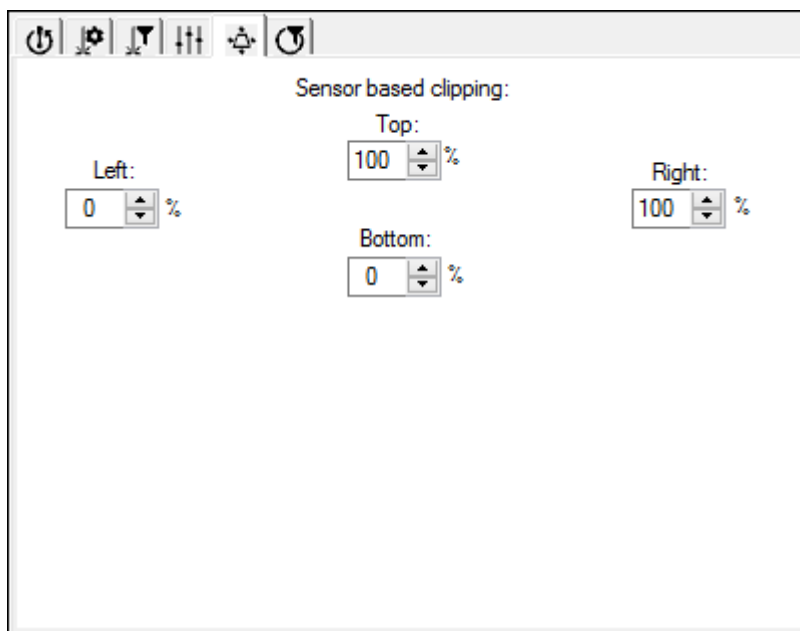 Sensor based clipping:
Top:
100 %
Left:
0 %
Right:
100 %
Bottom:
0 %